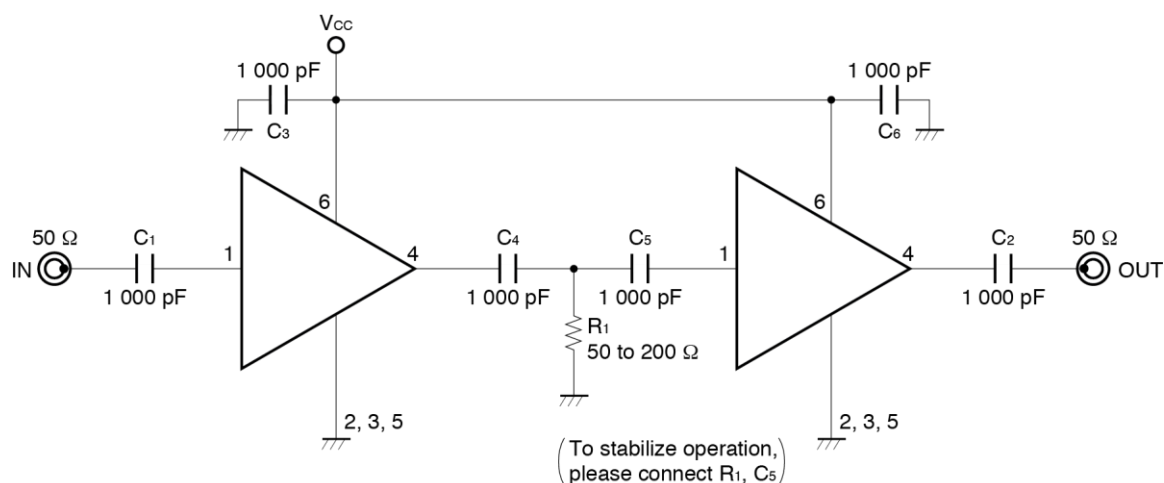 VCC
1 000 pF
C3
1 000 pF
C6
6
6
50 Ω
IN
C1
1 000 pF
1
4
C4
1 000 pF
C5
1 000 pF
1
4
C2
1 000 pF
50 Ω
OUT
R1
50 to 200 Ω
2, 3, 5
2, 3, 5
(To stabilize operation,
please connect R1, C5)